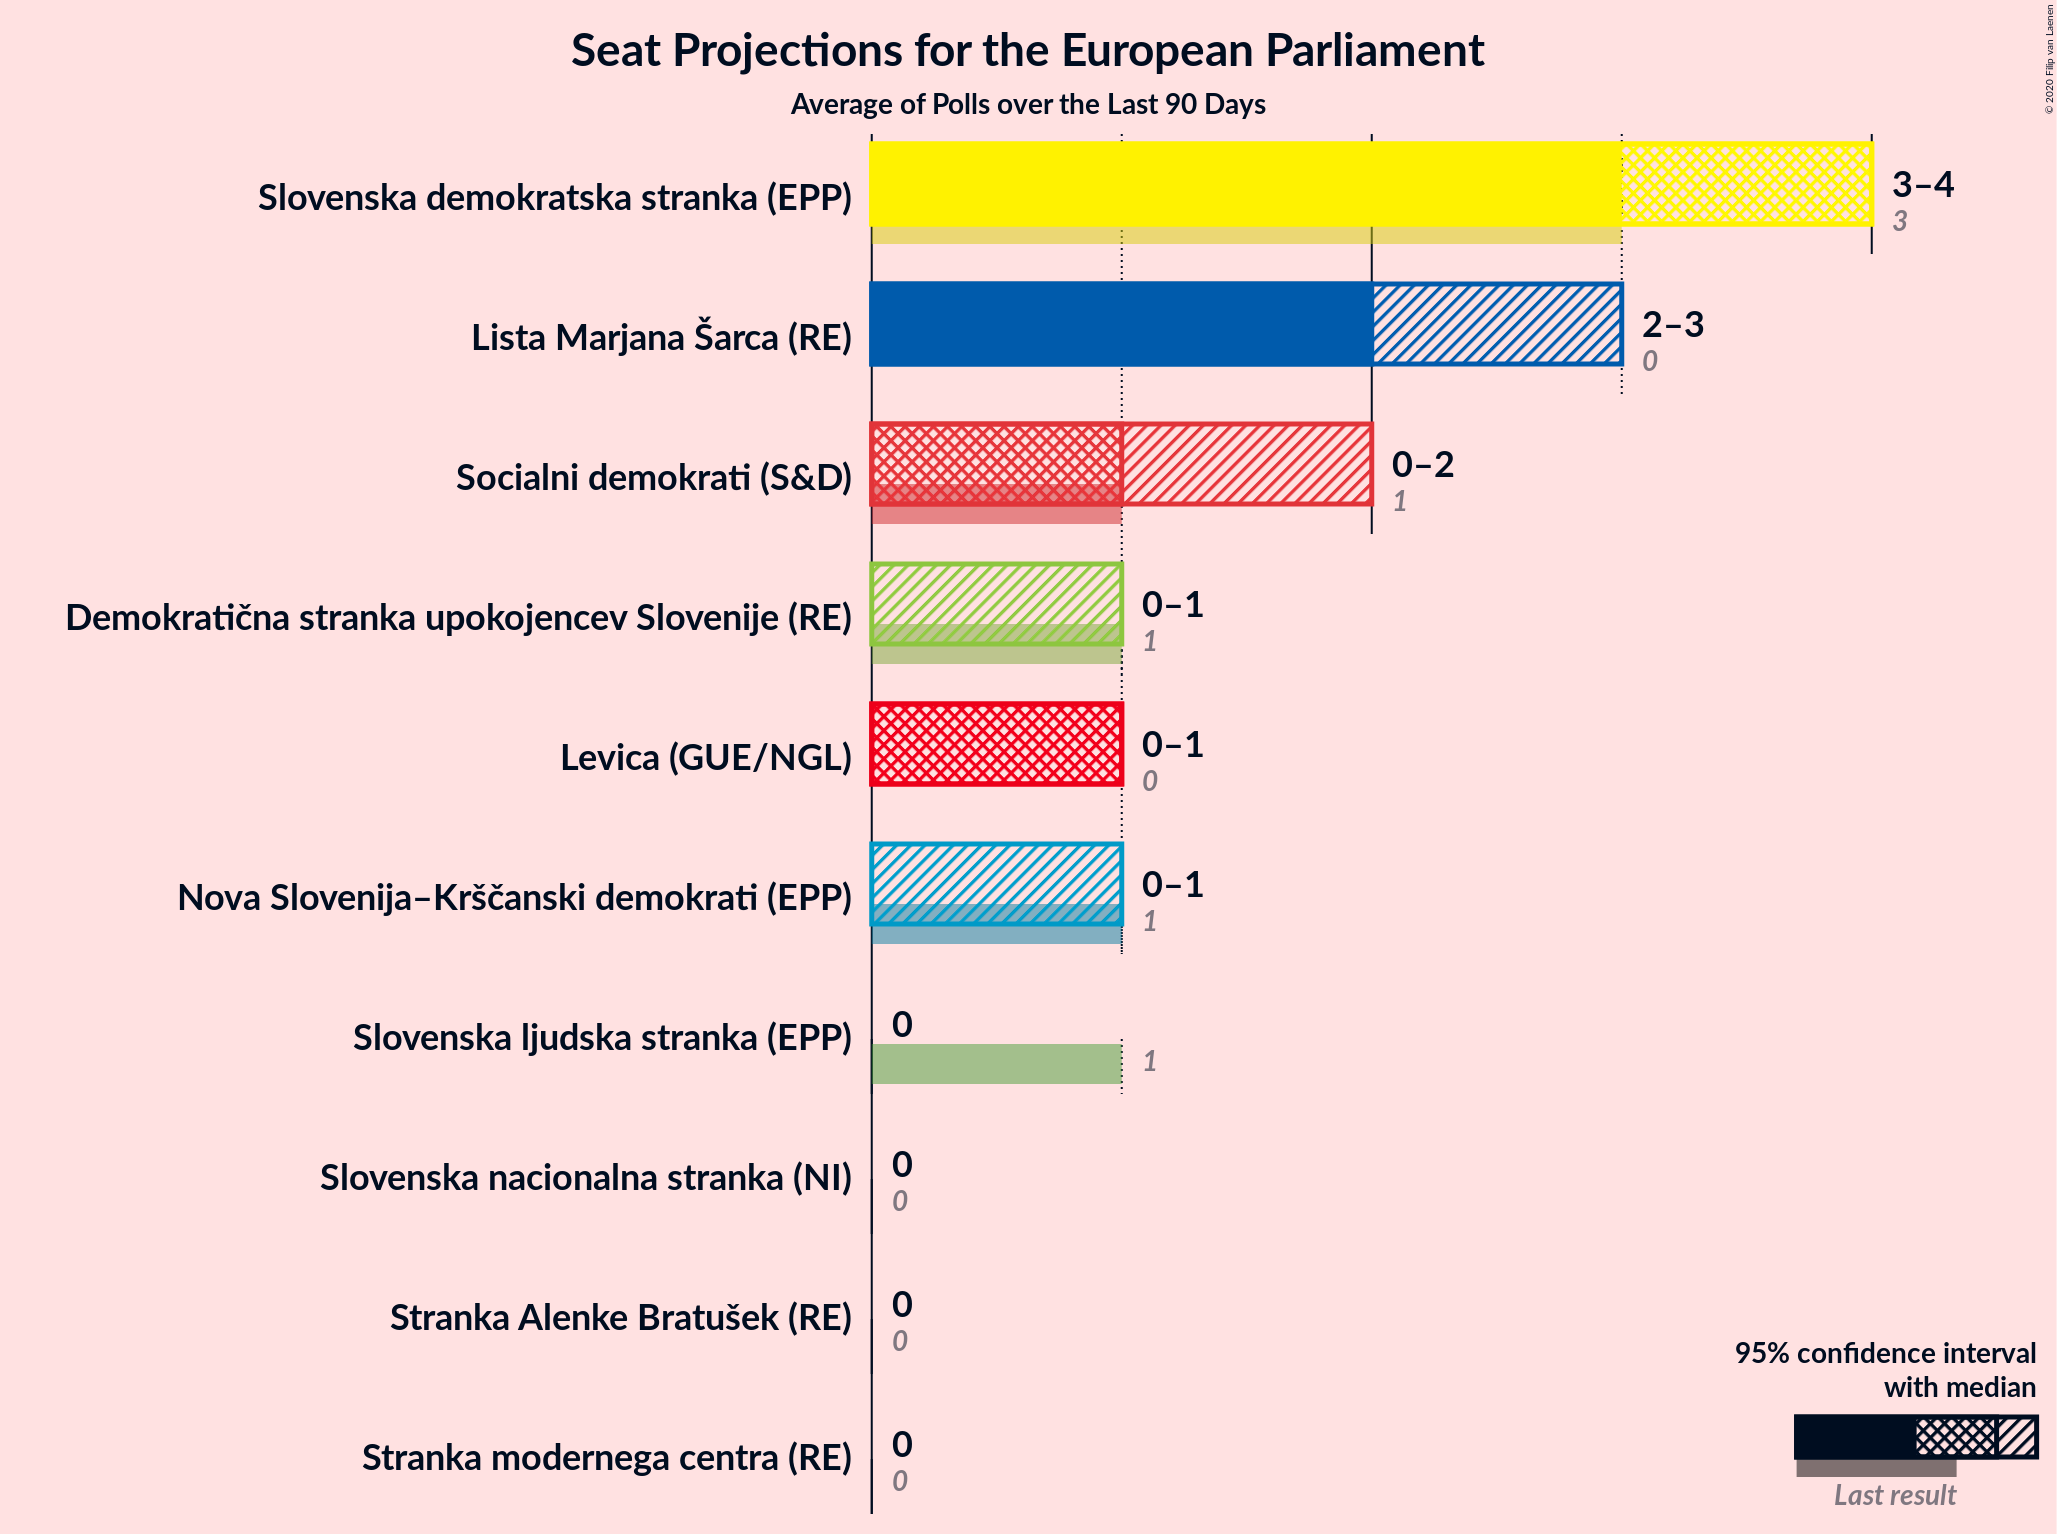 Seat Projections for the European Parliament
Average of Polls over the Last 90 Days
© 2020 Filip van Laenen
Slovenska demokratska stranka (EPP)
3–4
3
Lista Marjana Šarca (RE)
2–3
0
Socialni demokrati (S&D)
0–2
1
Demokratična stranka upokojencev Slovenije (RE)
0–1
1
Levica (GUE/NGL)
0–1
0
Nova Slovenija–Krščanski demokrati (EPP)
0–1
1
Slovenska ljudska stranka (EPP)
0
1
Slovenska nacionalna stranka (NI)
0
0
Stranka Alenke Bratušek (RE)
0
0
Stranka modernega centra (RE)
0
0
95% confidence interval
with median
Last result